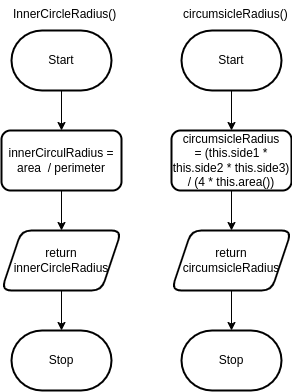 InnerCircleRadius()
Start
innerCirculRadius =
area / perimeter
return
innerCircleRadius
Stop
circumsicleRadius()
Start
circumsicleRadius
= (this.side1 *
this.side2 * this.side3)
/ (4 * this.area())
return
circumsicleRadius
Stop